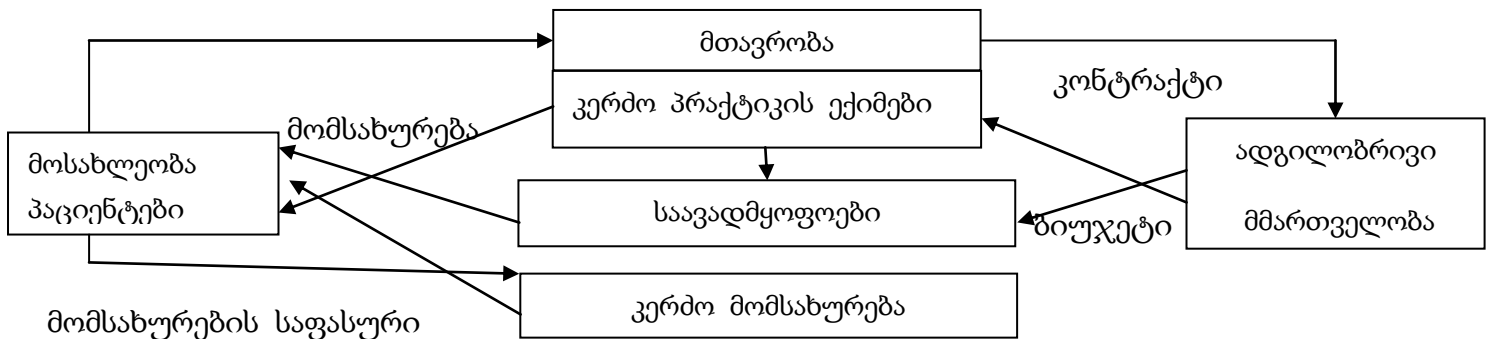 მთავრობა
კერძო პრაქტიკის ექიმები
კონტრაქტი
მომსახურება
მოსახლეობა
პაციენტები
ადგილობრივი
მმართველობა
საავადმყოფოები
ბიუჯეტი
კერძო მომსახურება
მომსახურების საფასური